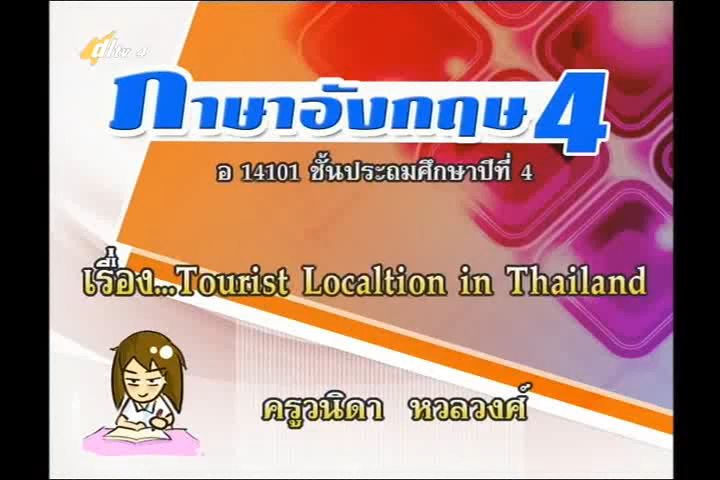 dltv 4
ภาษาอังกฤษ 4
อ 14101 ชั้นประถมศึกษาปีที่ 4
เรื่อง...Tourist Localtion in Thailand
ครูวนิดา หวลวงศ์